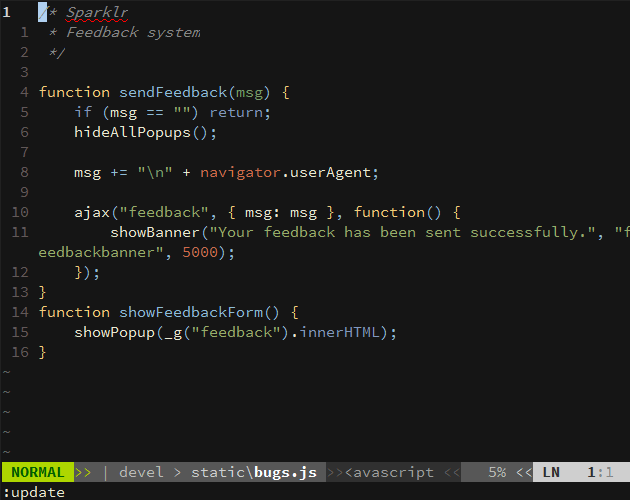 1 /* Sparklr
1 * Feedback system
2 */
3
4 function sendFeedback(msg) {
5 if (msg == "") return;
6 hideAllPopups();
7
8 msg += "\n" + navigator.userAgent;
9
10 ajax("feedback", { msg: msg }, function() {
11 showBanner("Your feedback has been sent successfully.", "f
eedbackbanner", 5000);
12 });
13 }
14 function showFeedbackForm() {
15 showPopup(_g("feedback").innerHTML);
16 }
~
~
~
~
~
NORMAL >> | devel > static\bugs.js >><avascript << 5% << LN 1:1
:update